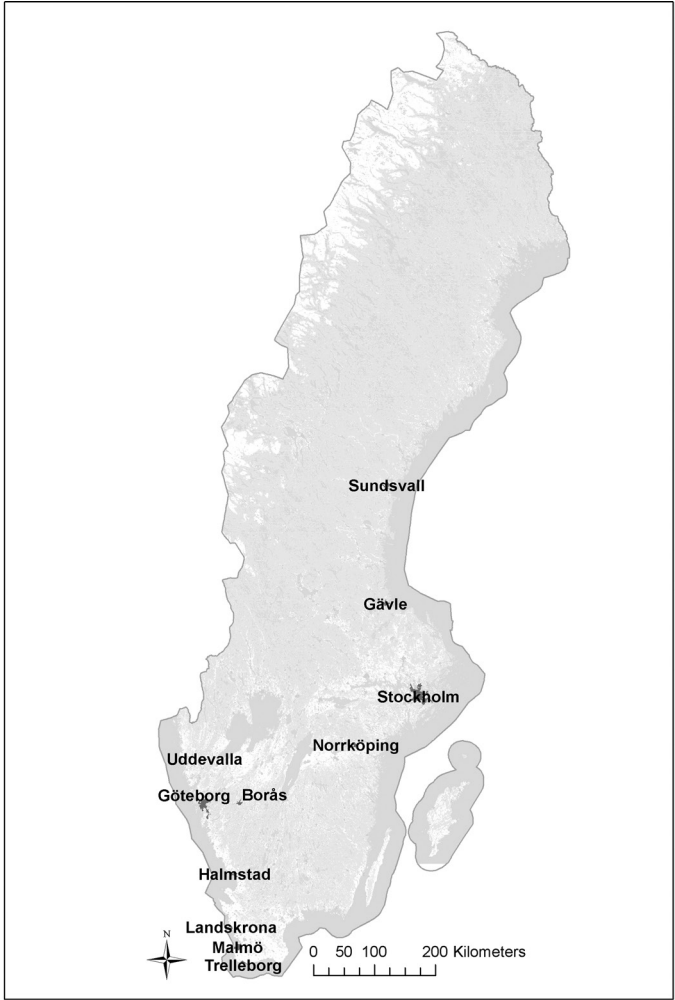 Sundsvall
Gävle
Stockholm
Norrköping
Uddevalla
Göteborg Borås
Halmstad
Landskrona
N
Malmö
0 50 100 200 Kilometers
Trelleborg